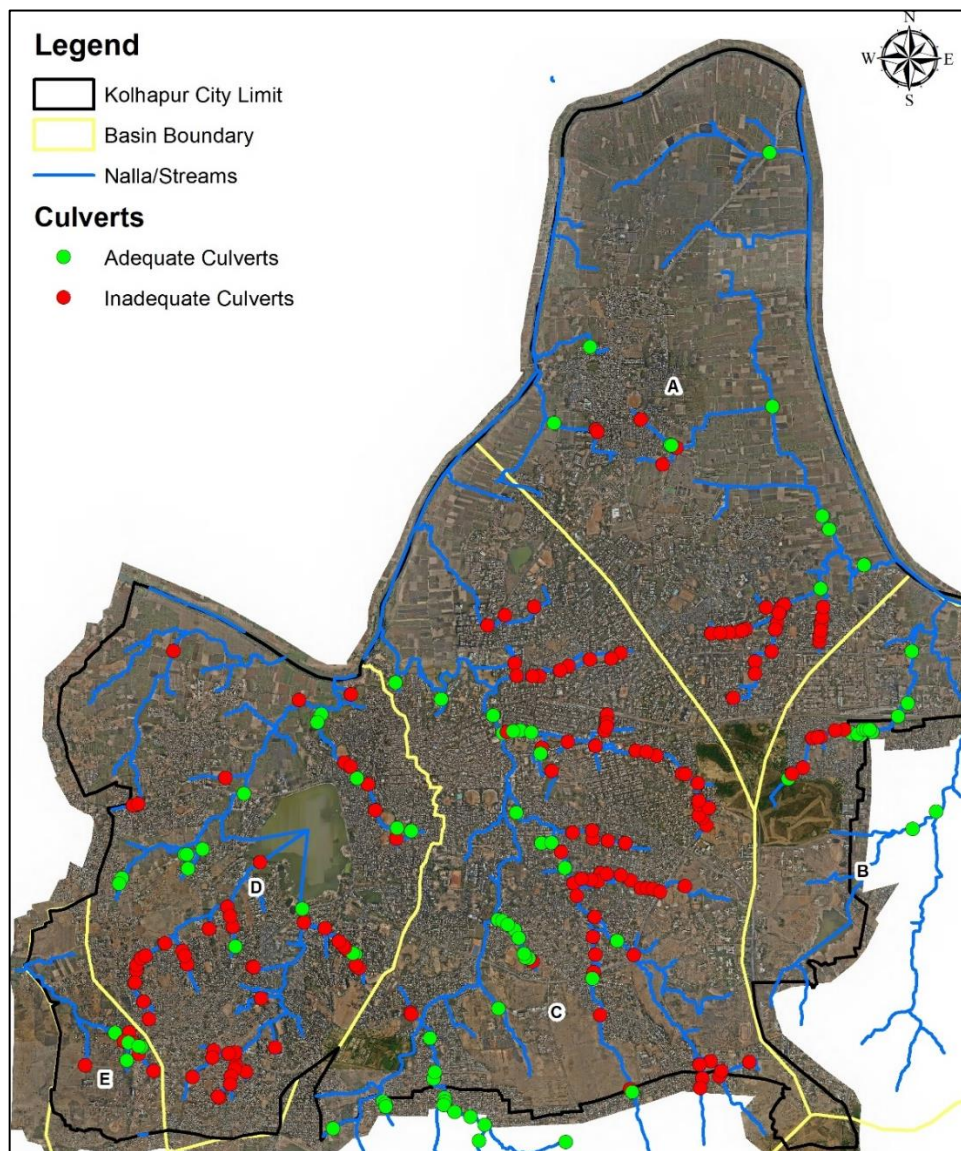 Legend
Kolhapur City Limit
Basin Boundary
Nalla/Streams
Culverts
Adequate Culverts
Inadequate Culverts
N
W E
S
A
B
D
C
E